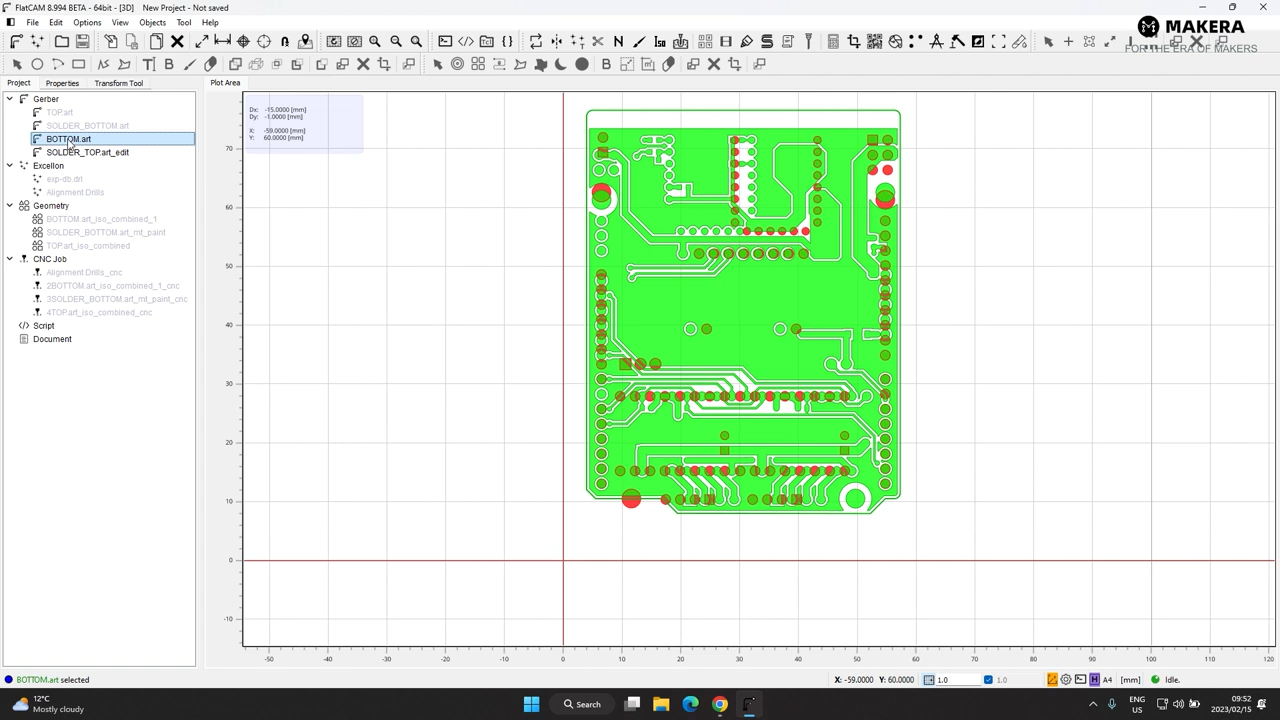 FlatCAM 8.994 BETA - 64bit - [3D]    New Project - Not saved
File Edit Options View Objects Tool Help
MAKERA
FOR THE ERA OF MAKERS
Project Properties Transform Tool Plot Area
Gerber
TOP.art
SOLDER_BOTTOM.art
BOTTOM.art
SOLDER_TOP.art_edit
Excellon
exp-db.drl
Alignment Drills
Geometry
BOTTOM.art_iso_combined_1
SOLDER_BOTTOM.art_mt_paint
TOP.art_iso_combined
CNC Job
Alignment Drills_cnc
2BOTTOM.art_iso_combined_1_cnc
3SOLDER_BOTTOM.art_mt_paint_cnc
4TOP.art_iso_combined_cnc
Script
Document
Dx: -15.0000 [mm]
Dy: -1.0000 [mm]
X: -59.0000 [mm]
Y: 60.0000 [mm]
70
60
50
40
30
20
10
0
-10
-50 -40 -30 -20 -10 0 10 20 30 40 50 60 70 80 90 100 110 120
BOTTOM.art selected
X: -59.0000 Y: 60.0000 1.0 1.0 A4 [mm] Idle.
12°C
Mostly cloudy
Search
ENG
US
09:52
2023/02/15